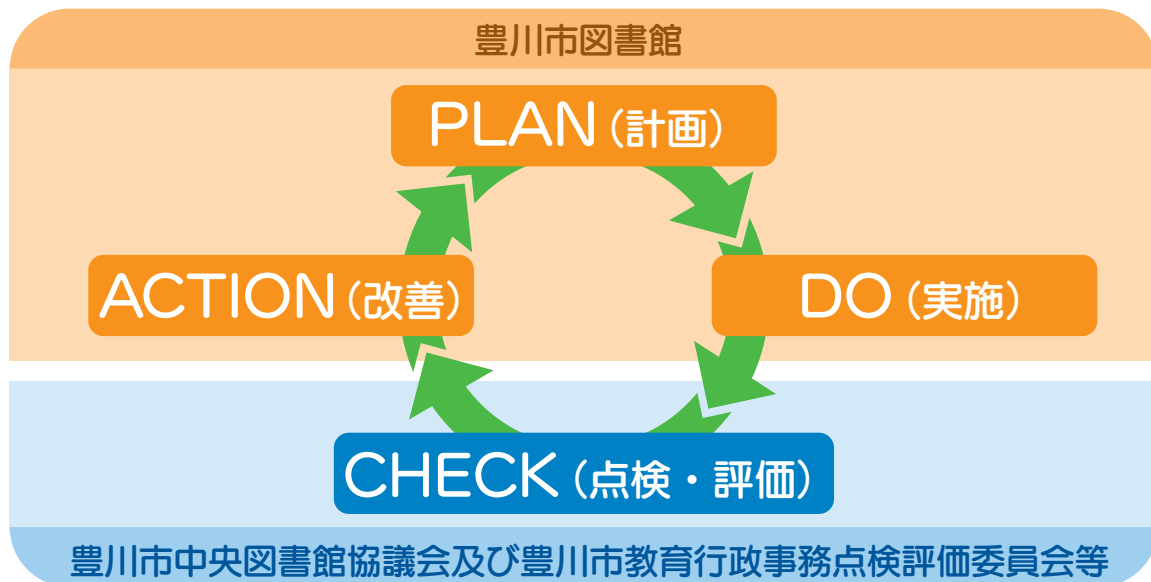 豊川市図書館
PLAN（計画）
ACTION（改善）
DO（実施）
CHECK（点検・評価）
豊川市中央図書館協議会及び豊川市教育行政事務点検評価委員会等